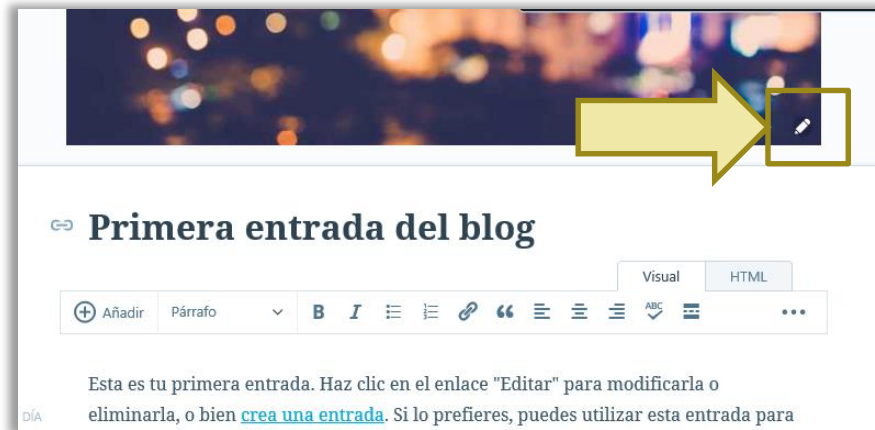 Primera entrada del blog
Visual HTML
Añadir Párrafo B I ABC
Esta es tu primera entrada. Haz clic en el enlace "Editar" para modificarla o
DÍA
eliminarla, o bien crea una entrada. Si lo prefieres, puedes utilizar esta entrada para